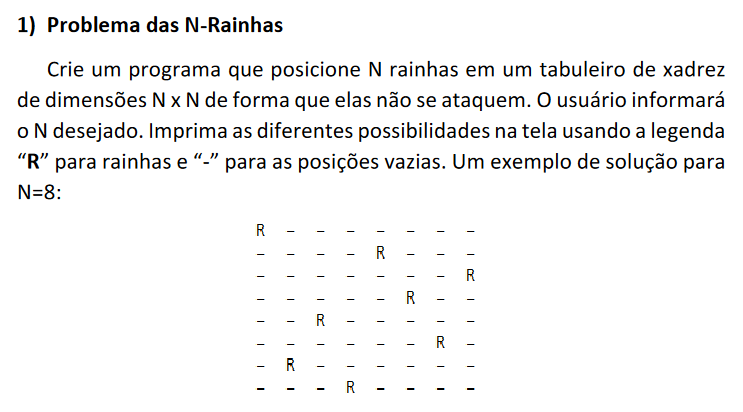 1) Problema das N-Rainhas
Crie um programa que posicione N rainhas em um tabuleiro de xadrez
de dimensões N x N de forma que elas não se ataquem. O usuário informará
o N desejado. Imprima as diferentes possibilidades na tela usando a legenda
“R” para rainhas e “-” para as posições vazias. Um exemplo de solução para
N=8:
R - - - - - - -
- - - - R - - -
- - - - - - - R
- - - - - R - -
- - R - - - - -
- - - - - - R -
- R - - - - - -
- - - R - - - -